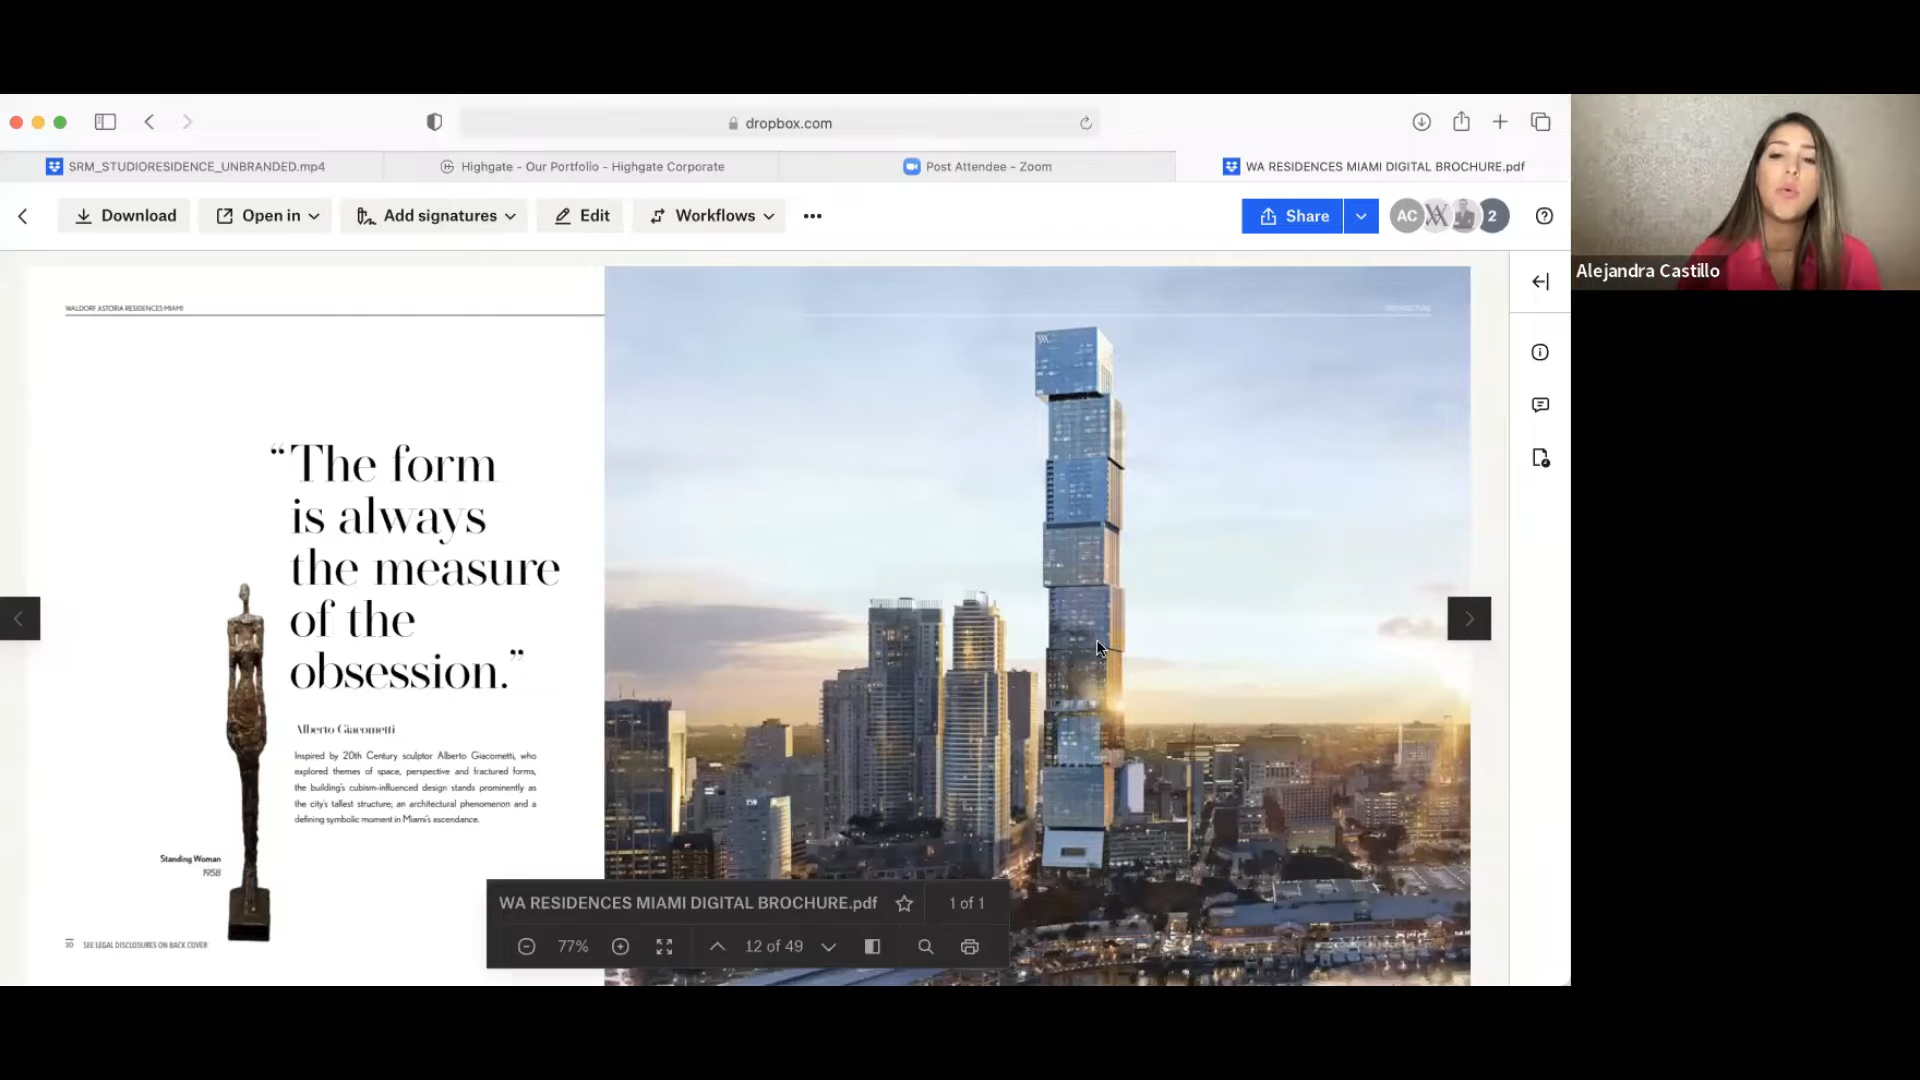 dropbox.com
SRM_STUDIORESIDENCE_UNBRANDED.mp4
Highgate - Our Portfolio - Highgate Corporate
Post Attendee - Zoom
WA RESIDENCES MIAMI DIGITAL BROCHURE.pdf
Download
Open in
Add signatures
Edit
Workflows
Share
AC
2
Alejandra Castillo
WALDORF ASTORIA RESIDENCES MIAMI
ARCHITECTURE
“The form
is always
the measure
of the
obsession.”
Alberto Giacometti
Inspired by 20th Century sculptor Alberto Giacometti, who
explored themes of space, perspective and fractured forms,
the building's cubism-influenced design stands prominently as
the city's tallest structure; an architectural phenomenon and a
defining symbolic moment in Miami's ascendance.
Standing Woman
1958
SEE LEGAL DISCLOSURES ON BACK COVER
WA RESIDENCES MIAMI DIGITAL BROCHURE.pdf
1 of 1
77%
12 of 49